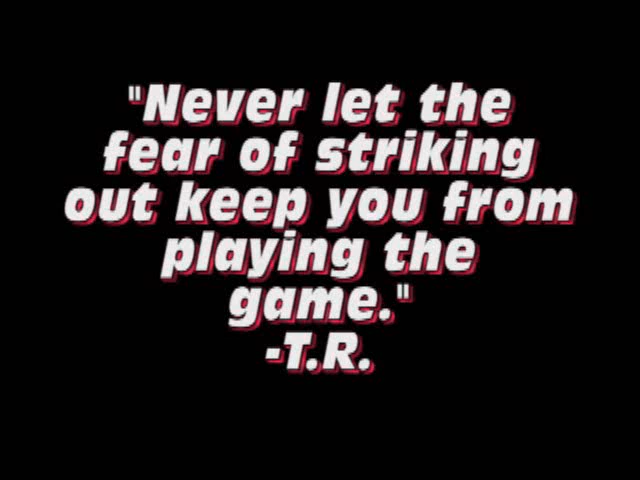 "Never let the
fear of striking
out keep you from
playing the
game."
-T.R.